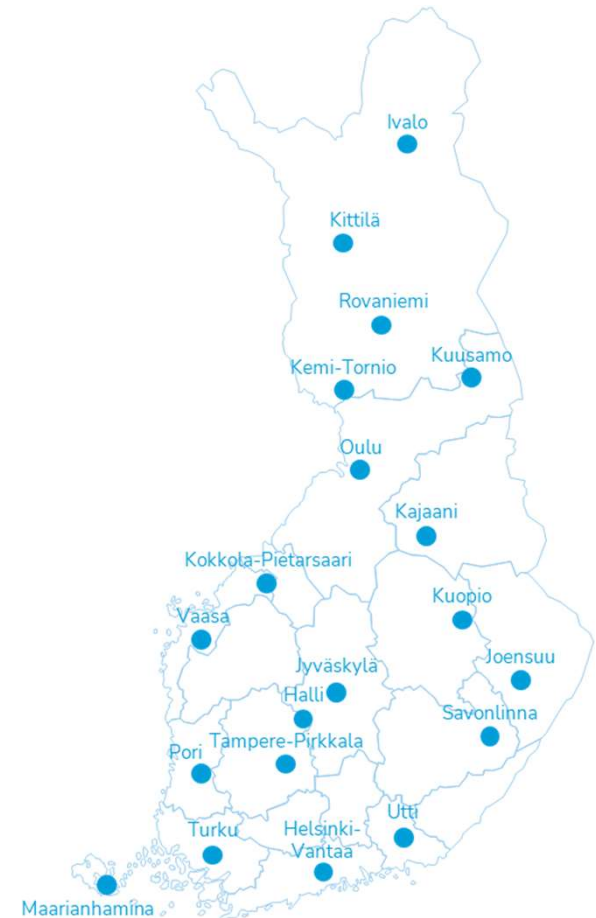 Ivalo
Kittilä
Rovaniemi
Kuusamo
Kemi-Tornio
Oulu
Kajaani
Kokkola-Pietarsaari
Kuopio
Vaasa
Joensuu
Jyväskylä
Halli
Savonlinna
Tampere-Pirkkala
Pori
Utti
Turku
Helsinki-
Vantaa
Maarianhamina